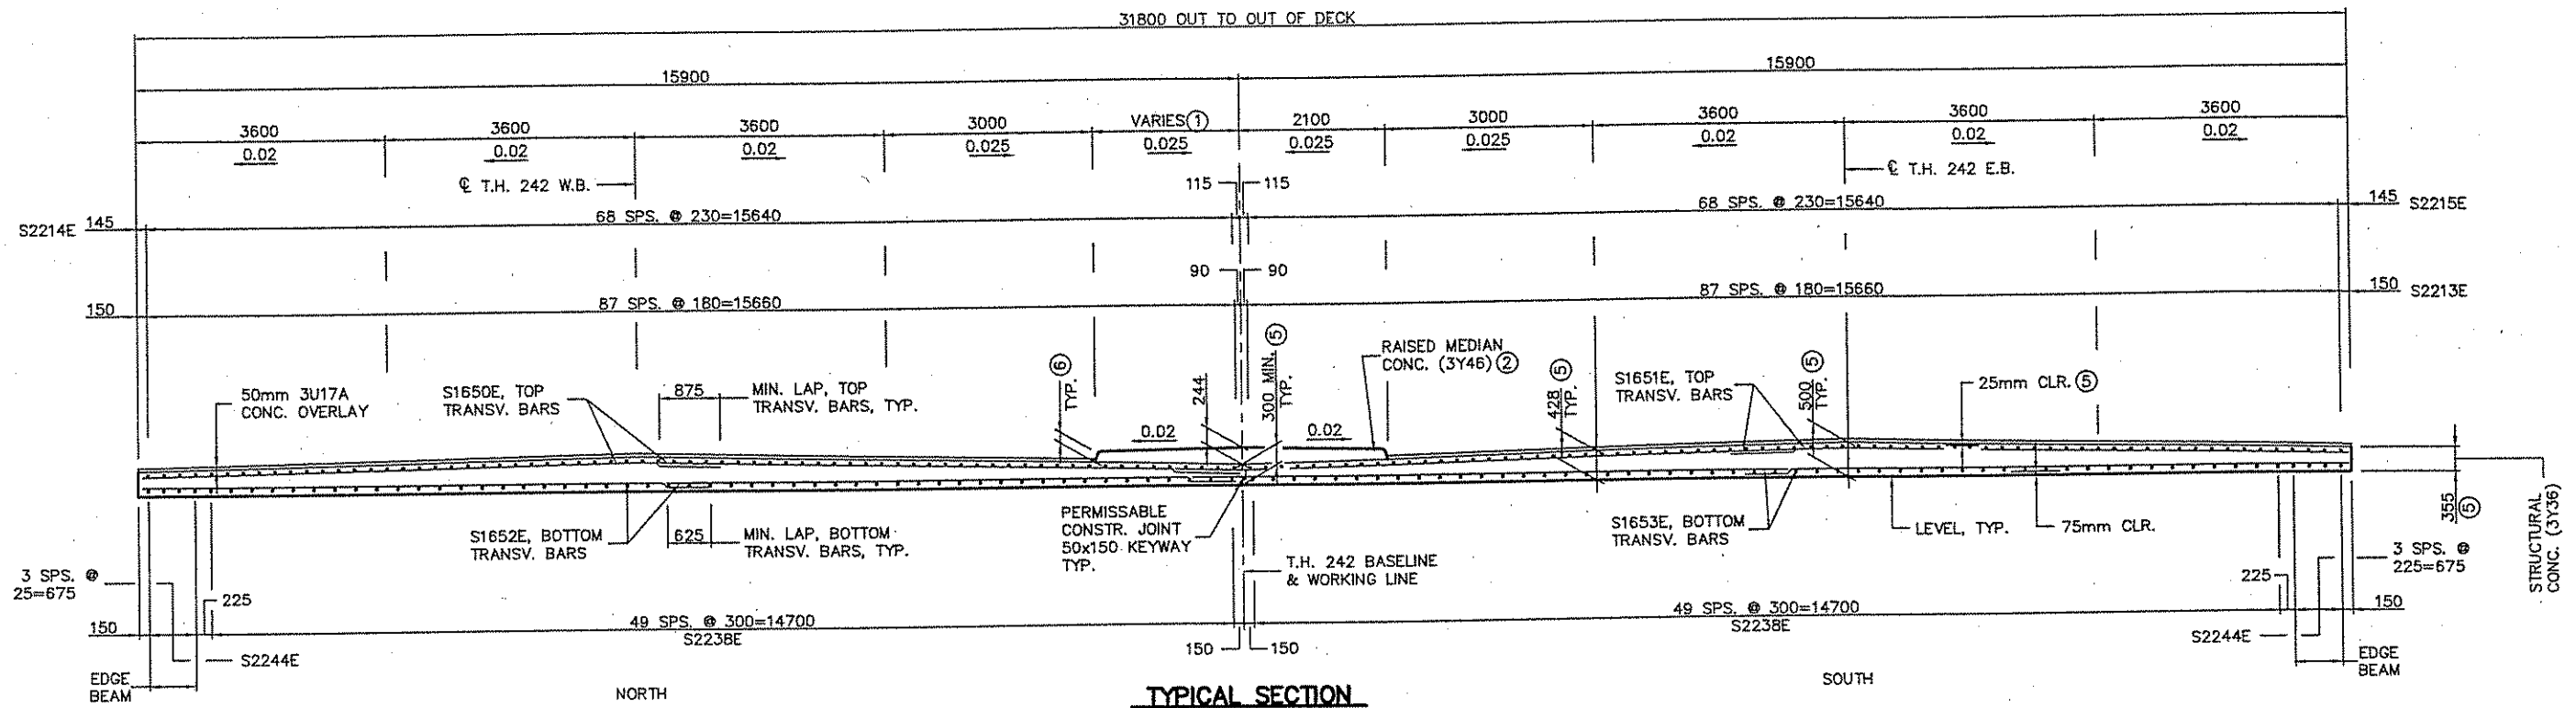 31800 OUT TO OUT OF DECK
15900
15900
3600
3600
3600
3000
VARIES ①
2100
3000
3600
3600
3600
0.02
0.02
0.02
0.025
0.025
0.025
0.025
0.02
0.02
0.02
℄ T.H. 242 W.B.
115
115
℄ T.H. 242 E.B.
S2214E
145
68 SPS. @ 230=15640
68 SPS. @ 230=15640
145
S2215E
90
90
150
87 SPS. @ 180=15660
87 SPS. @ 180=15660
150
S2213E
50mm 3U17A
CONC. OVERLAY
S1650E, TOP
TRANSV. BARS
875
MIN. LAP, TOP
TRANSV. BARS, TYP.
⑥
TYP.
244
300 MIN. ⑤
TYP.
RAISED MEDIAN
CONC. (3Y46) ②
428 ⑤
TYP.
S1651E, TOP
TRANSV. BARS
500 ⑤
TYP.
25mm CLR. ⑤
0.02
0.02
S1652E, BOTTOM
TRANSV. BARS
625
MIN. LAP, BOTTOM
TRANSV. BARS, TYP.
PERMISSABLE
CONSTR. JOINT
50x150 KEYWAY
TYP.
S1653E, BOTTOM
TRANSV. BARS
LEVEL, TYP.
75mm CLR.
355
⑤
STRUCTURAL
CONC. (3Y36)
T.H. 242 BASELINE
& WORKING LINE
3 SPS. @
25=675
225
225
3 SPS. @
225=675
150
49 SPS. @ 300=14700
S2238E
49 SPS. @ 300=14700
S2238E
150
S2244E
150
150
S2244E
EDGE
BEAM
EDGE
BEAM
NORTH
SOUTH
TYPICAL SECTION